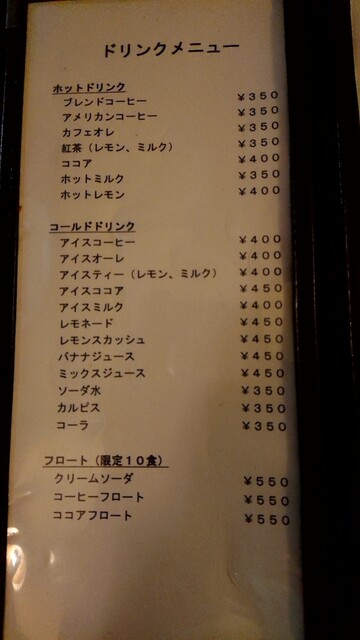 ドリンクメニュー
ホットドリンク
ブレンドコーヒー ￥350
アメリカンコーヒー ￥350
カフェオレ ￥350
紅茶（レモン、ミルク） ￥350
ココア ￥400
ホットミルク ￥350
ホットレモン ￥400
コールドドリンク
アイスコーヒー ￥400
アイスオーレ ￥400
アイスティー（レモン、ミルク） ￥400
アイスココア ￥450
アイスミルク ￥400
レモネード ￥450
レモンスカッシュ ￥450
バナナジュース ￥450
ミックスジュース ￥450
ソーダ水 ￥350
カルピス ￥350
コーラ ￥350
フロート（限定10食）
クリームソーダ ￥550
コーヒーフロート ￥550
ココアフロート ￥550